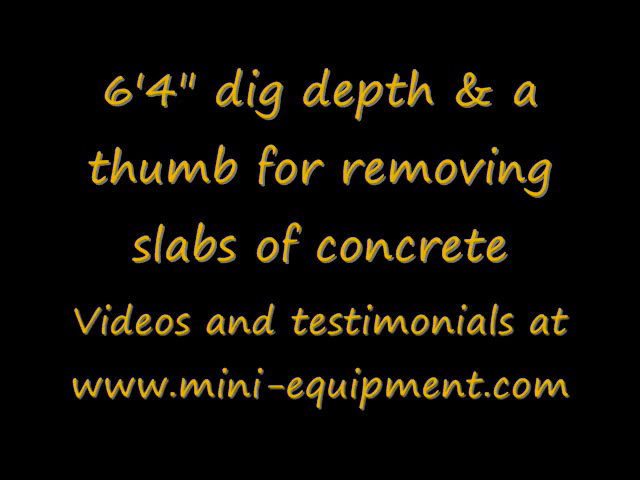 6'4" dig depth & a
thumb for removing
slabs of concrete
Videos and testimonials at
www.mini-equipment.com